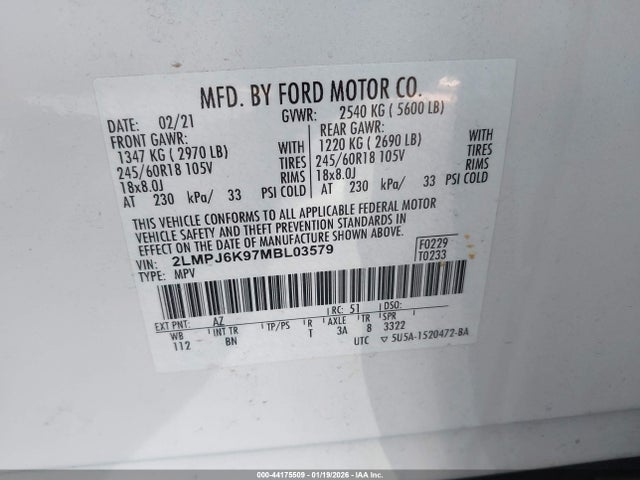 MFD. BY FORD MOTOR CO.
DATE: 02/21 GVWR: 2540 KG ( 5600 LB)
FRONT GAWR: REAR GAWR:
1347 KG ( 2970 LB) WITH 1220 KG ( 2690 LB) WITH
245/60R18 105V TIRES 245/60R18 105V TIRES
18x8.0J RIMS 18x8.0J RIMS
AT 230 kPa/ 33 PSI COLD AT 230 kPa/ 33 PSI COLD
THIS VEHICLE CONFORMS TO ALL APPLICABLE FEDERAL MOTOR
VEHICLE SAFETY AND THEFT PREVENTION STANDARDS IN
EFFECT ON THE DATE OF MANUFACTURE SHOWN ABOVE.
VIN: 2LMPJ6K97MBL03579 F0229
TYPE: MPV T0233
EXT PNT: AZ RC: 51 DSO:
WB INT TR TP/PS R AXLE TR SPR
112 BN T 3A 8 3322
UTC ▽ 5U5A-1520472-BA
000-44175509 - 01/19/2026 - IAA Inc.